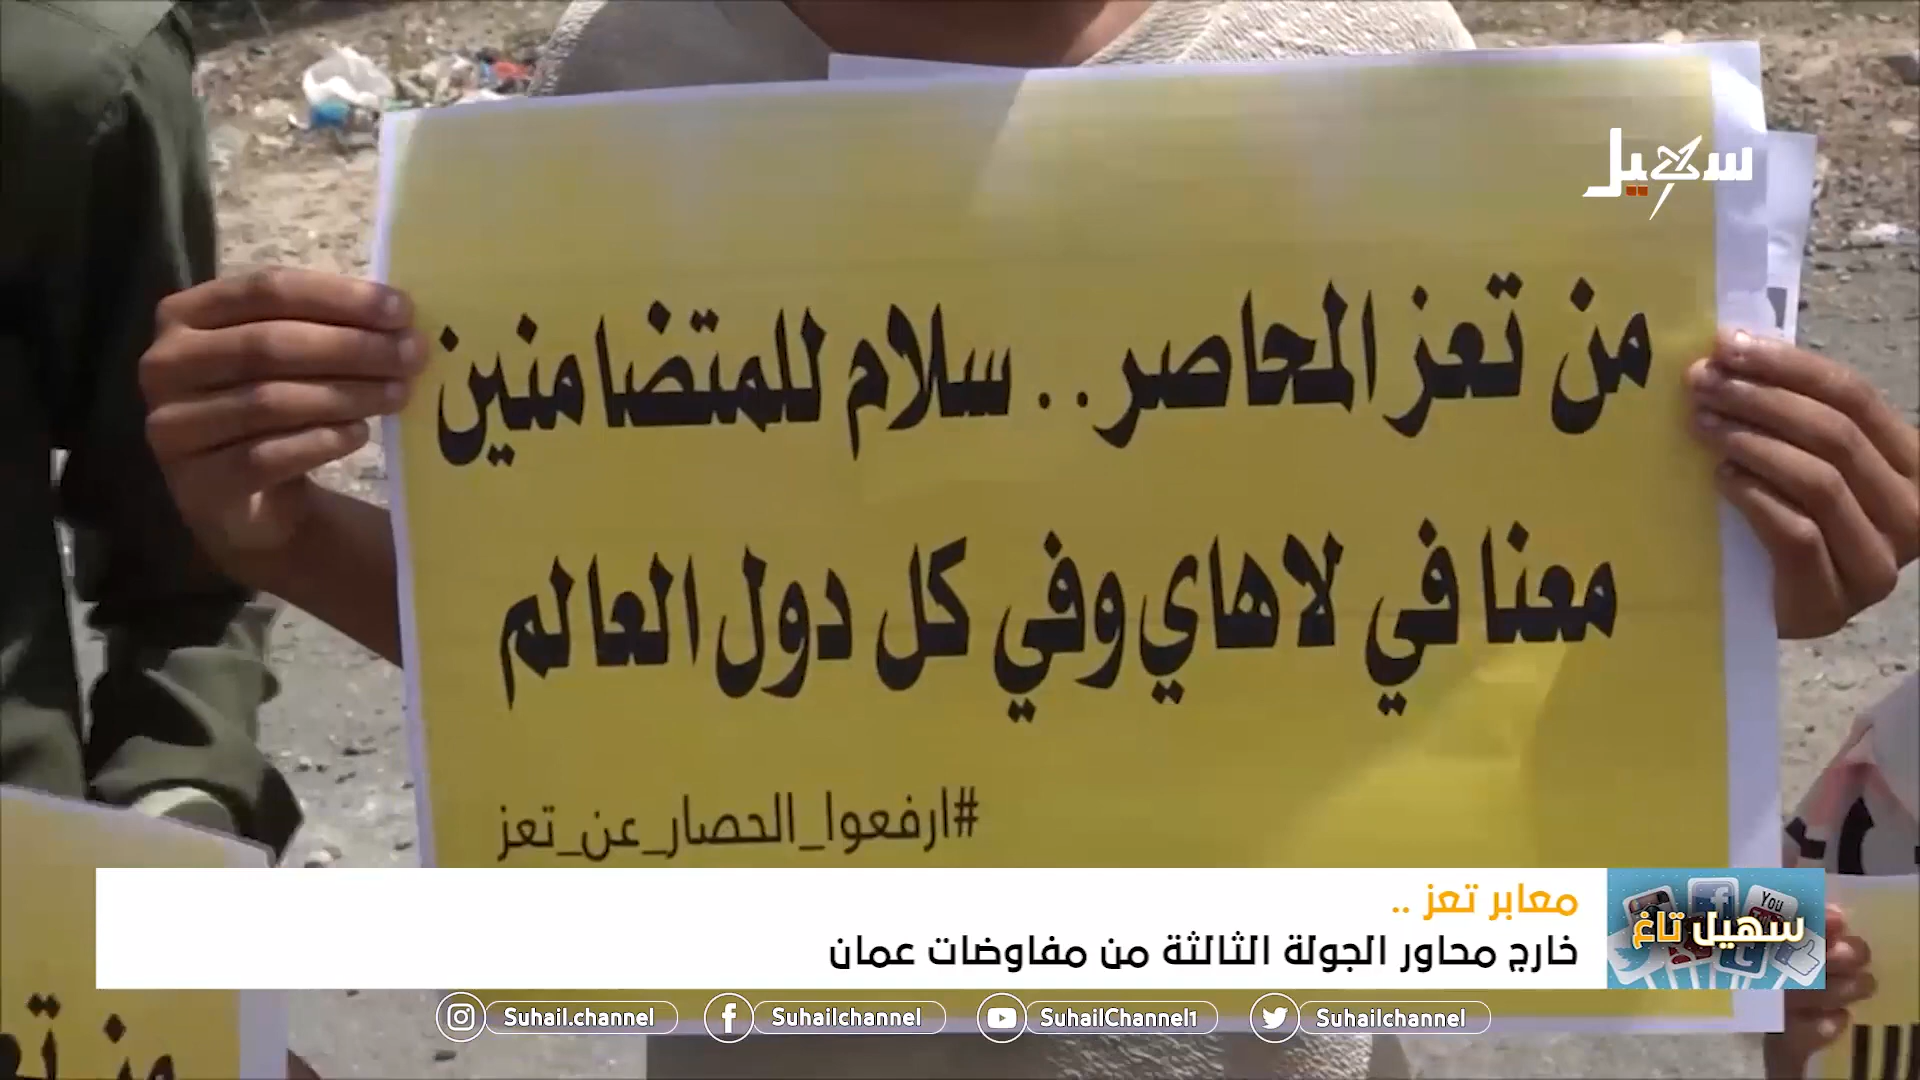 سهيل
من تعز المحاصر.. سلام للمتضامنين
معنا في لاهاي وفي كل دول العالم
#ارفعوا_الحصار_عن_تعز
معابر تعز ..
خارج محاور الجولة الثالثة من مفاوضات عمان
سهيل تاغ
You
Suhail.channel
Suhailchannel
SuhailChannel1
Suhailchannel